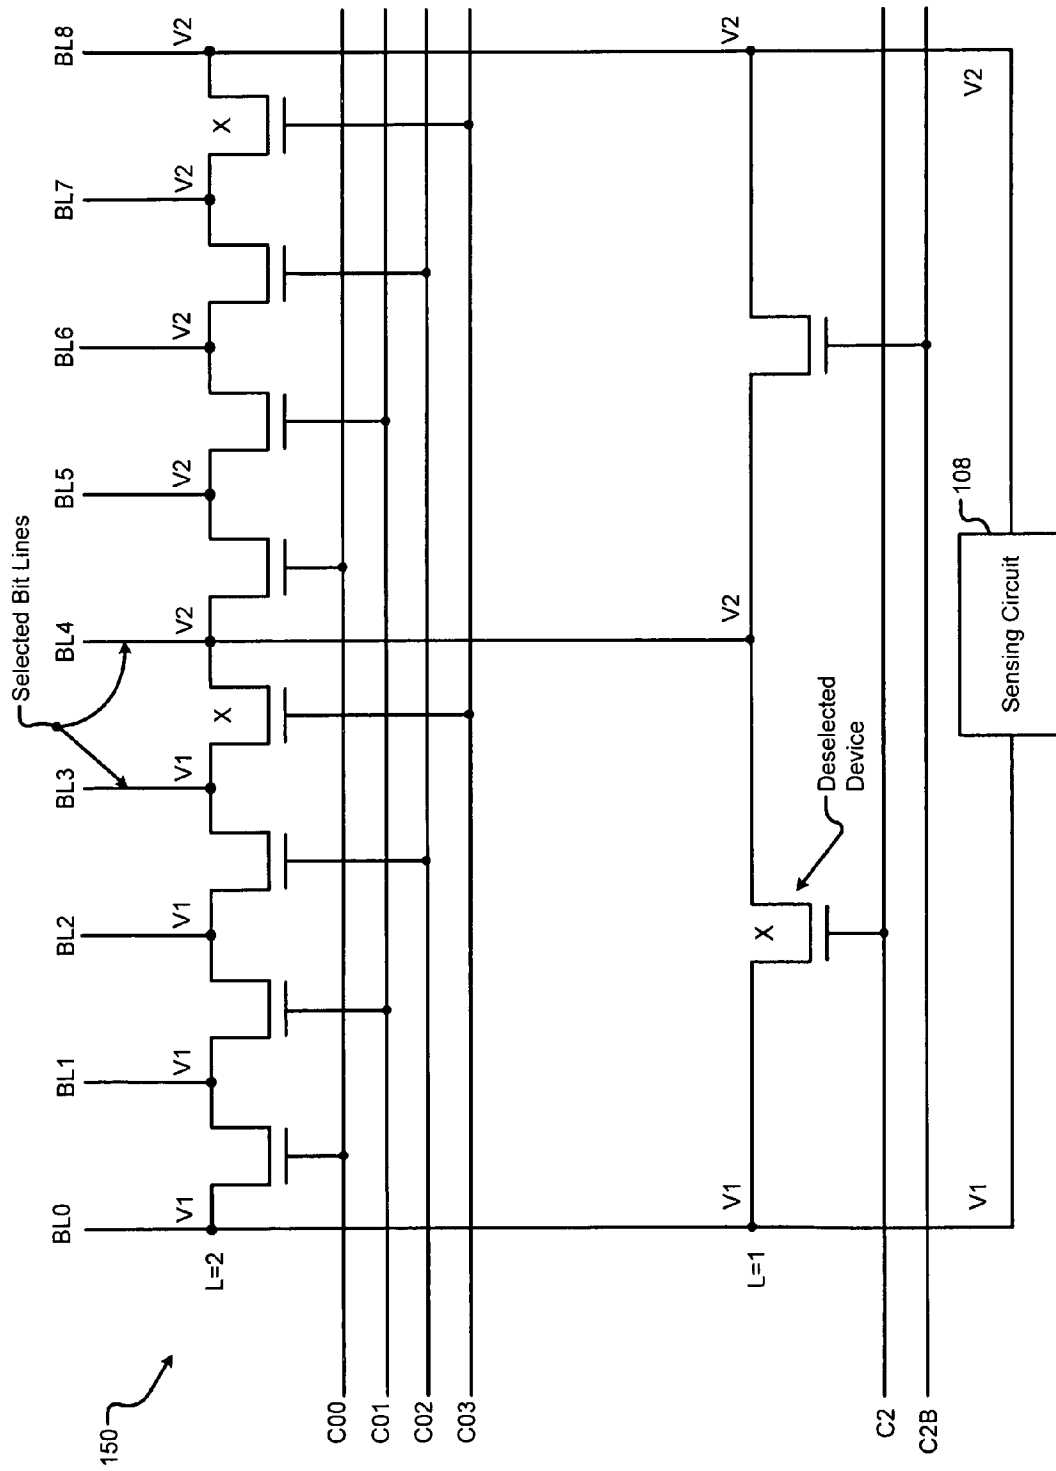 Selected Bit Lines
BL0
BL1
BL2
BL3
BL4
BL5
BL6
BL7
BL8
V1
V1
V1
V1
V2
V2
V2
V2
V2
L=2
X
X
150
C00
C01
C02
C03
L=1
V1
V2
V2
X
Deselected
Device
C2
C2B
V1
V2
108
Sensing Circuit